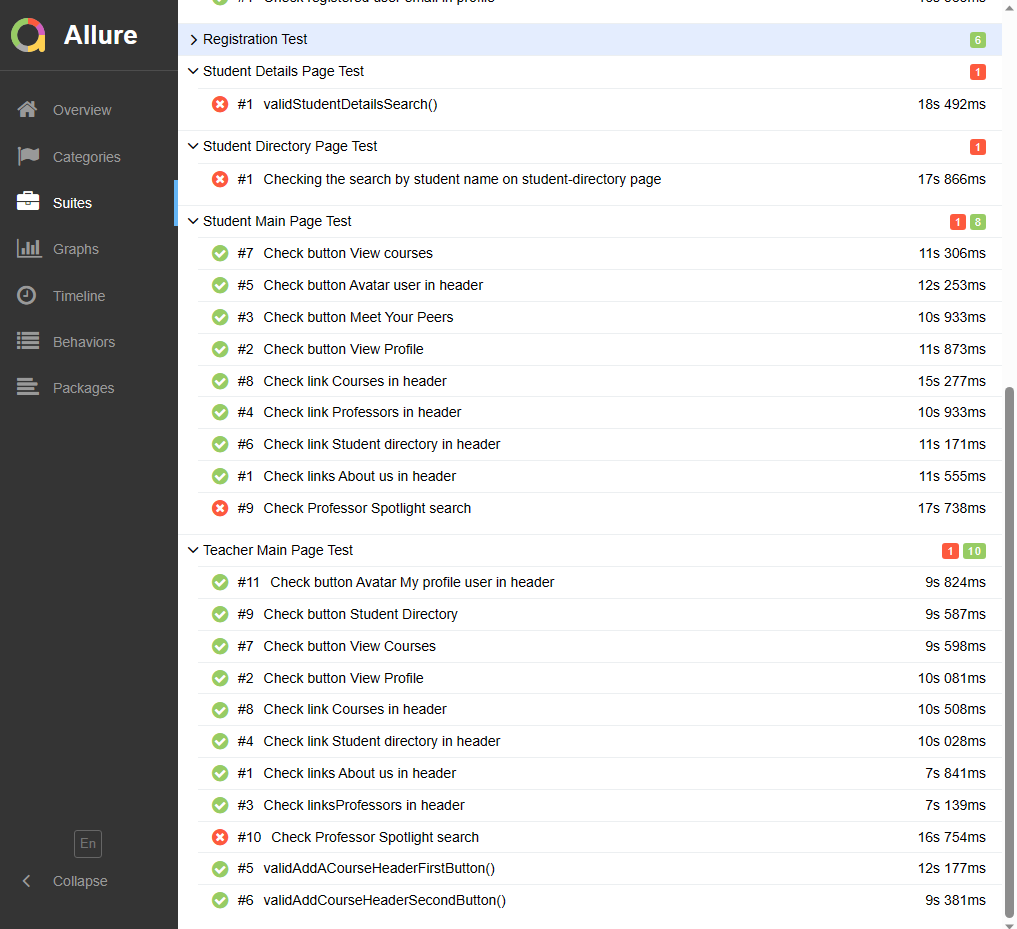 Allure
Overview
Categories
Suites
Graphs
Timeline
Behaviors
Packages
En
Collapse
#1 Check registered user email in profile
Registration Test 6
Student Details Page Test 1
#1 validStudentDetailsSearch() 18s 492ms
Student Directory Page Test 1
#1 Checking the search by student name on student-directory page 17s 866ms
Student Main Page Test 1 8
#7 Check button View courses 11s 306ms
#5 Check button Avatar user in header 12s 253ms
#3 Check button Meet Your Peers 10s 933ms
#2 Check button View Profile 11s 873ms
#8 Check link Courses in header 15s 277ms
#4 Check link Professors in header 10s 933ms
#6 Check link Student directory in header 11s 171ms
#1 Check links About us in header 11s 555ms
#9 Check Professor Spotlight search 17s 738ms
Teacher Main Page Test 1 10
#11 Check button Avatar My profile user in header 9s 824ms
#9 Check button Student Directory 9s 587ms
#7 Check button View Courses 9s 598ms
#2 Check button View Profile 10s 081ms
#8 Check link Courses in header 10s 508ms
#4 Check link Student directory in header 10s 028ms
#1 Check links About us in header 7s 841ms
#3 Check linksProfessors in header 7s 139ms
#10 Check Professor Spotlight search 16s 754ms
#5 validAddACourseHeaderFirstButton() 12s 177ms
#6 validAddCourseHeaderSecondButton() 9s 381ms